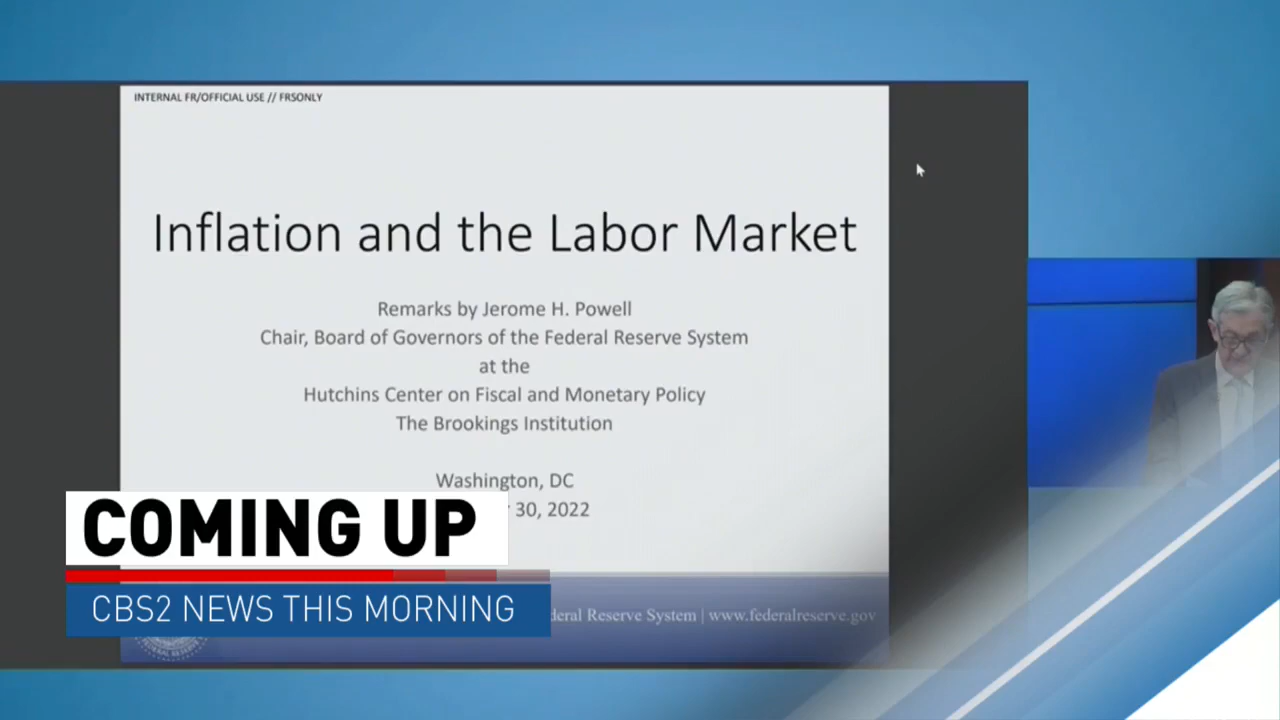 INTERNAL FR/OFFICIAL USE // FRSONLY
Inflation and the Labor Market
Remarks by Jerome H. Powell
Chair, Board of Governors of the Federal Reserve System
at the
Hutchins Center on Fiscal and Monetary Policy
The Brookings Institution
Washington, DC
30, 2022
COMING UP
CBS2 NEWS THIS MORNING
Reserve System | www.federalreserve.gov